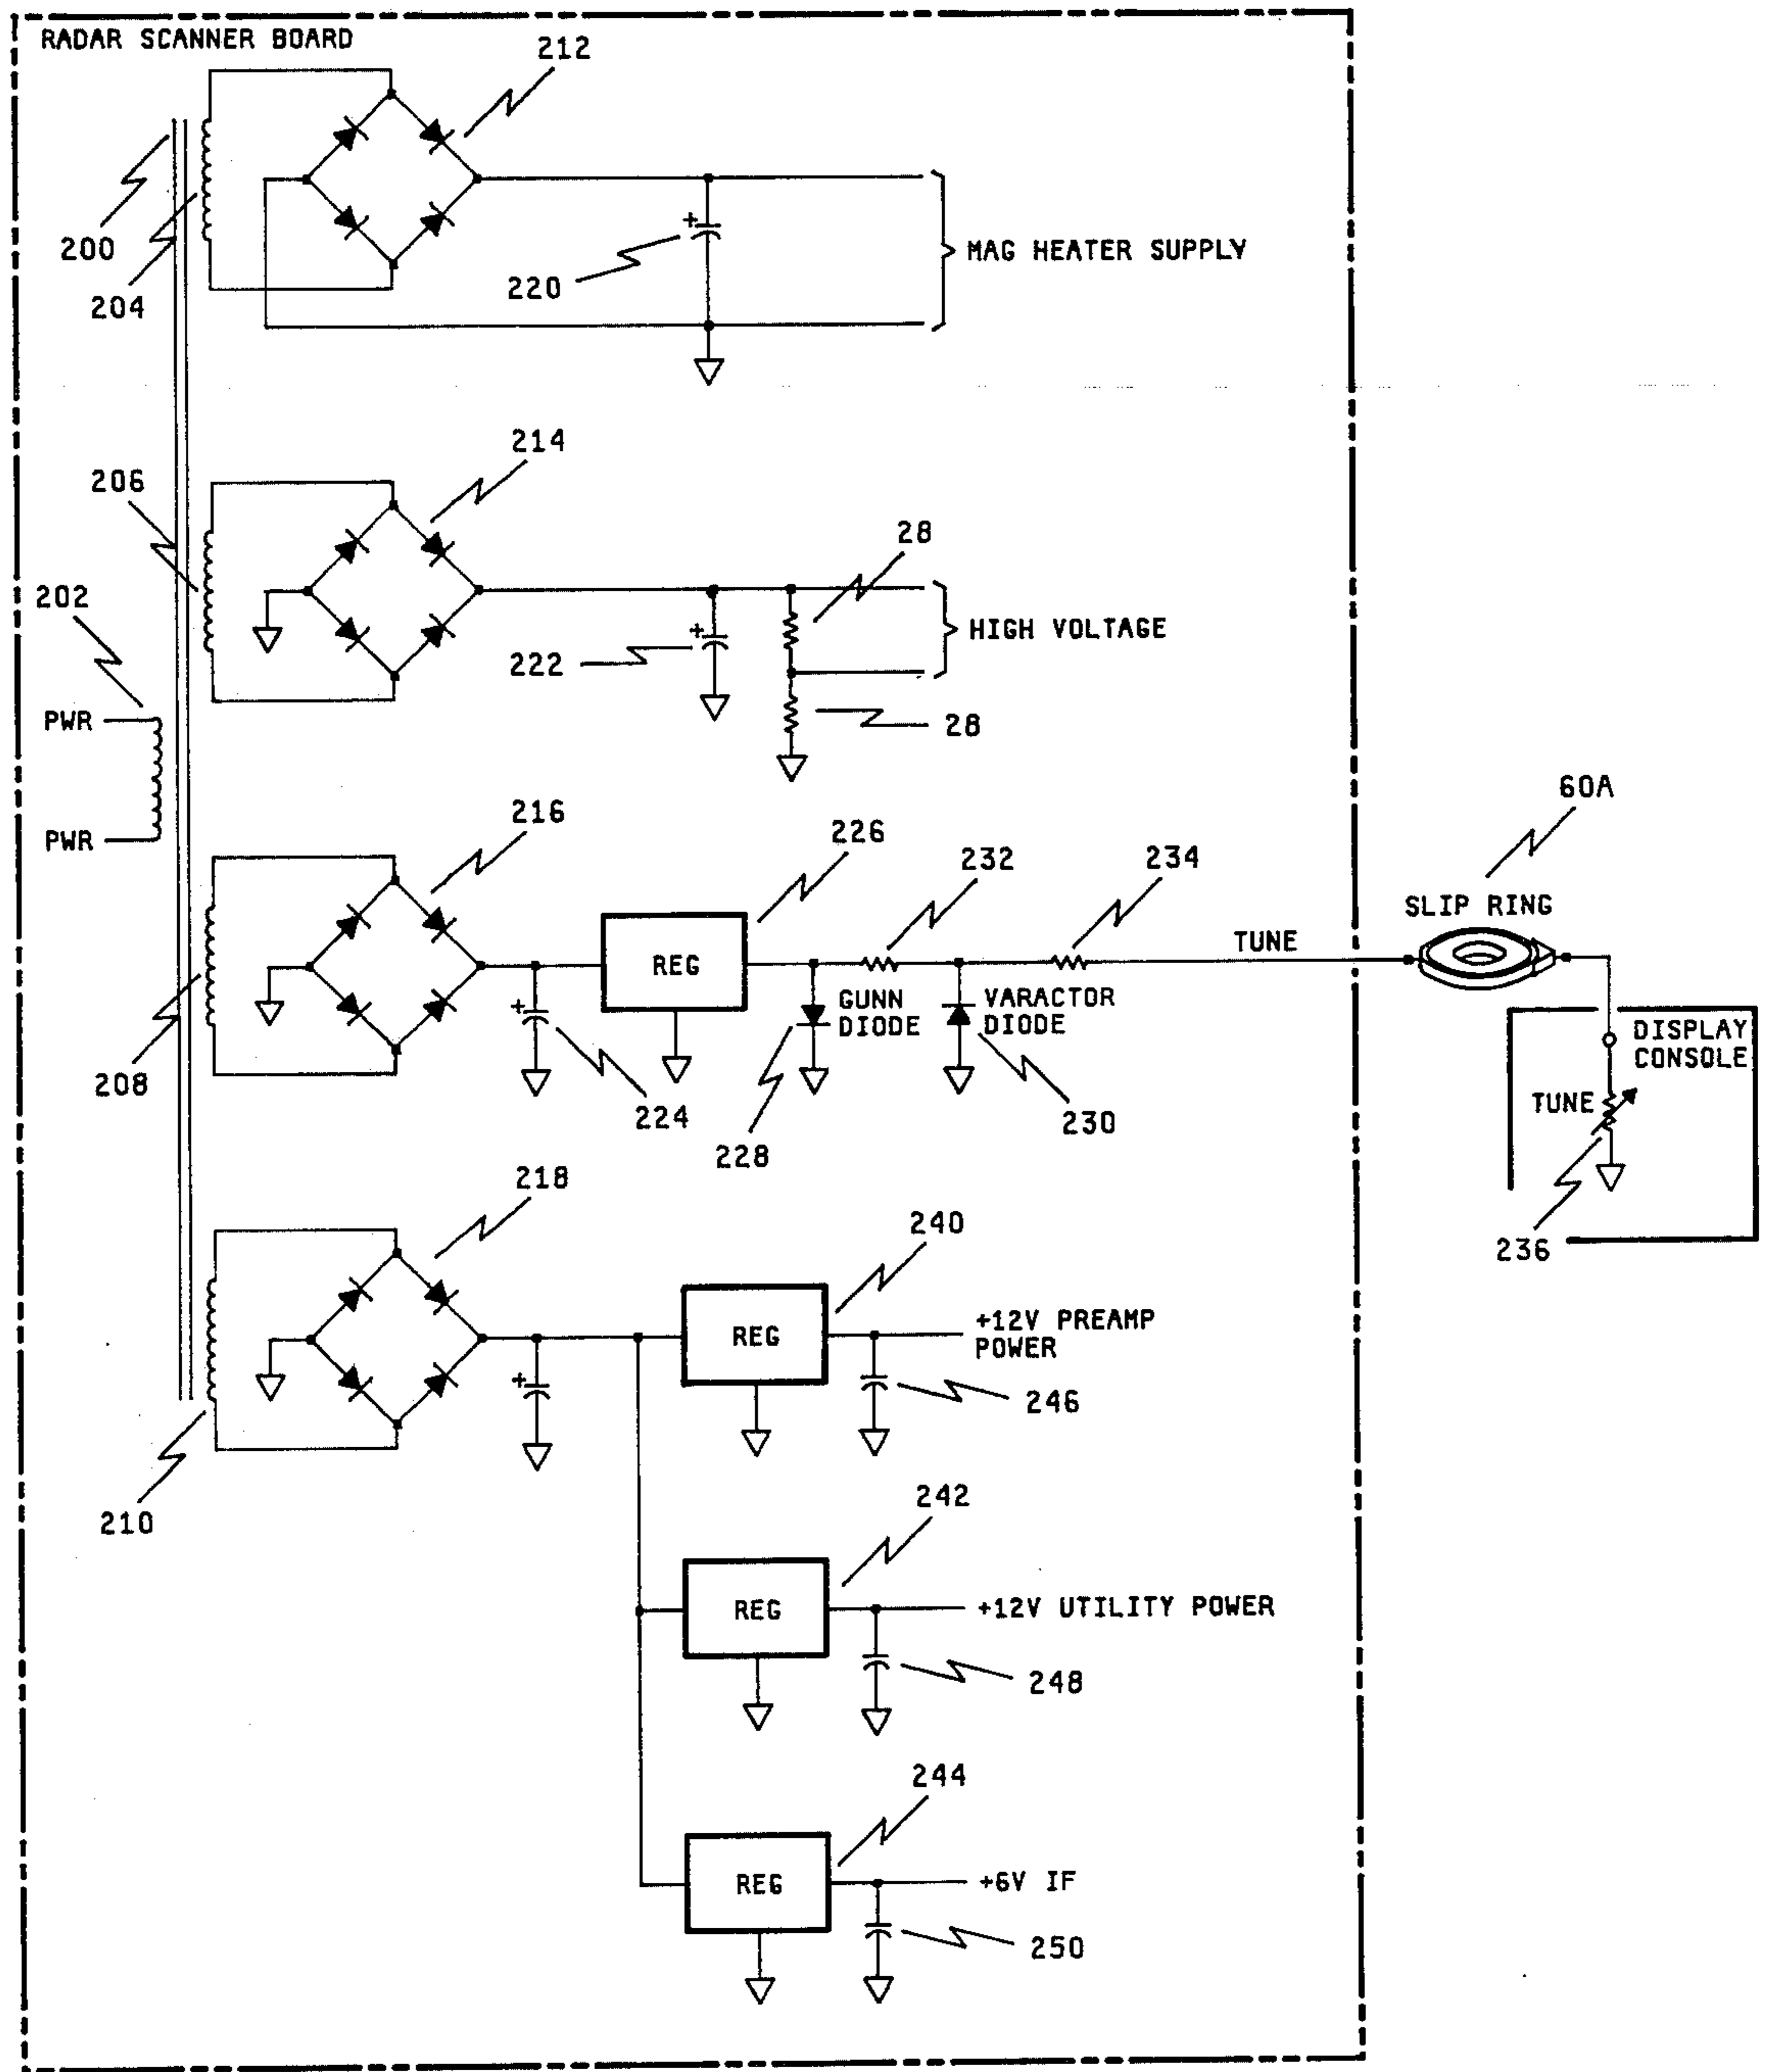 RADAR SCANNER BOARD
212
200
204
220
MAG HEATER SUPPLY
214
206
28
202
222
HIGH VOLTAGE
28
PWR
PWR
216
226
232
234
60A
SLIP RING
REG
TUNE
GUNN
DIODE
VARACTOR
DIODE
DISPLAY
CONSOLE
TUNE
208
224
228
230
236
218
240
REG
+12V PREAMP
POWER
246
210
242
REG
+12V UTILITY POWER
248
244
REG
+6V IF
250